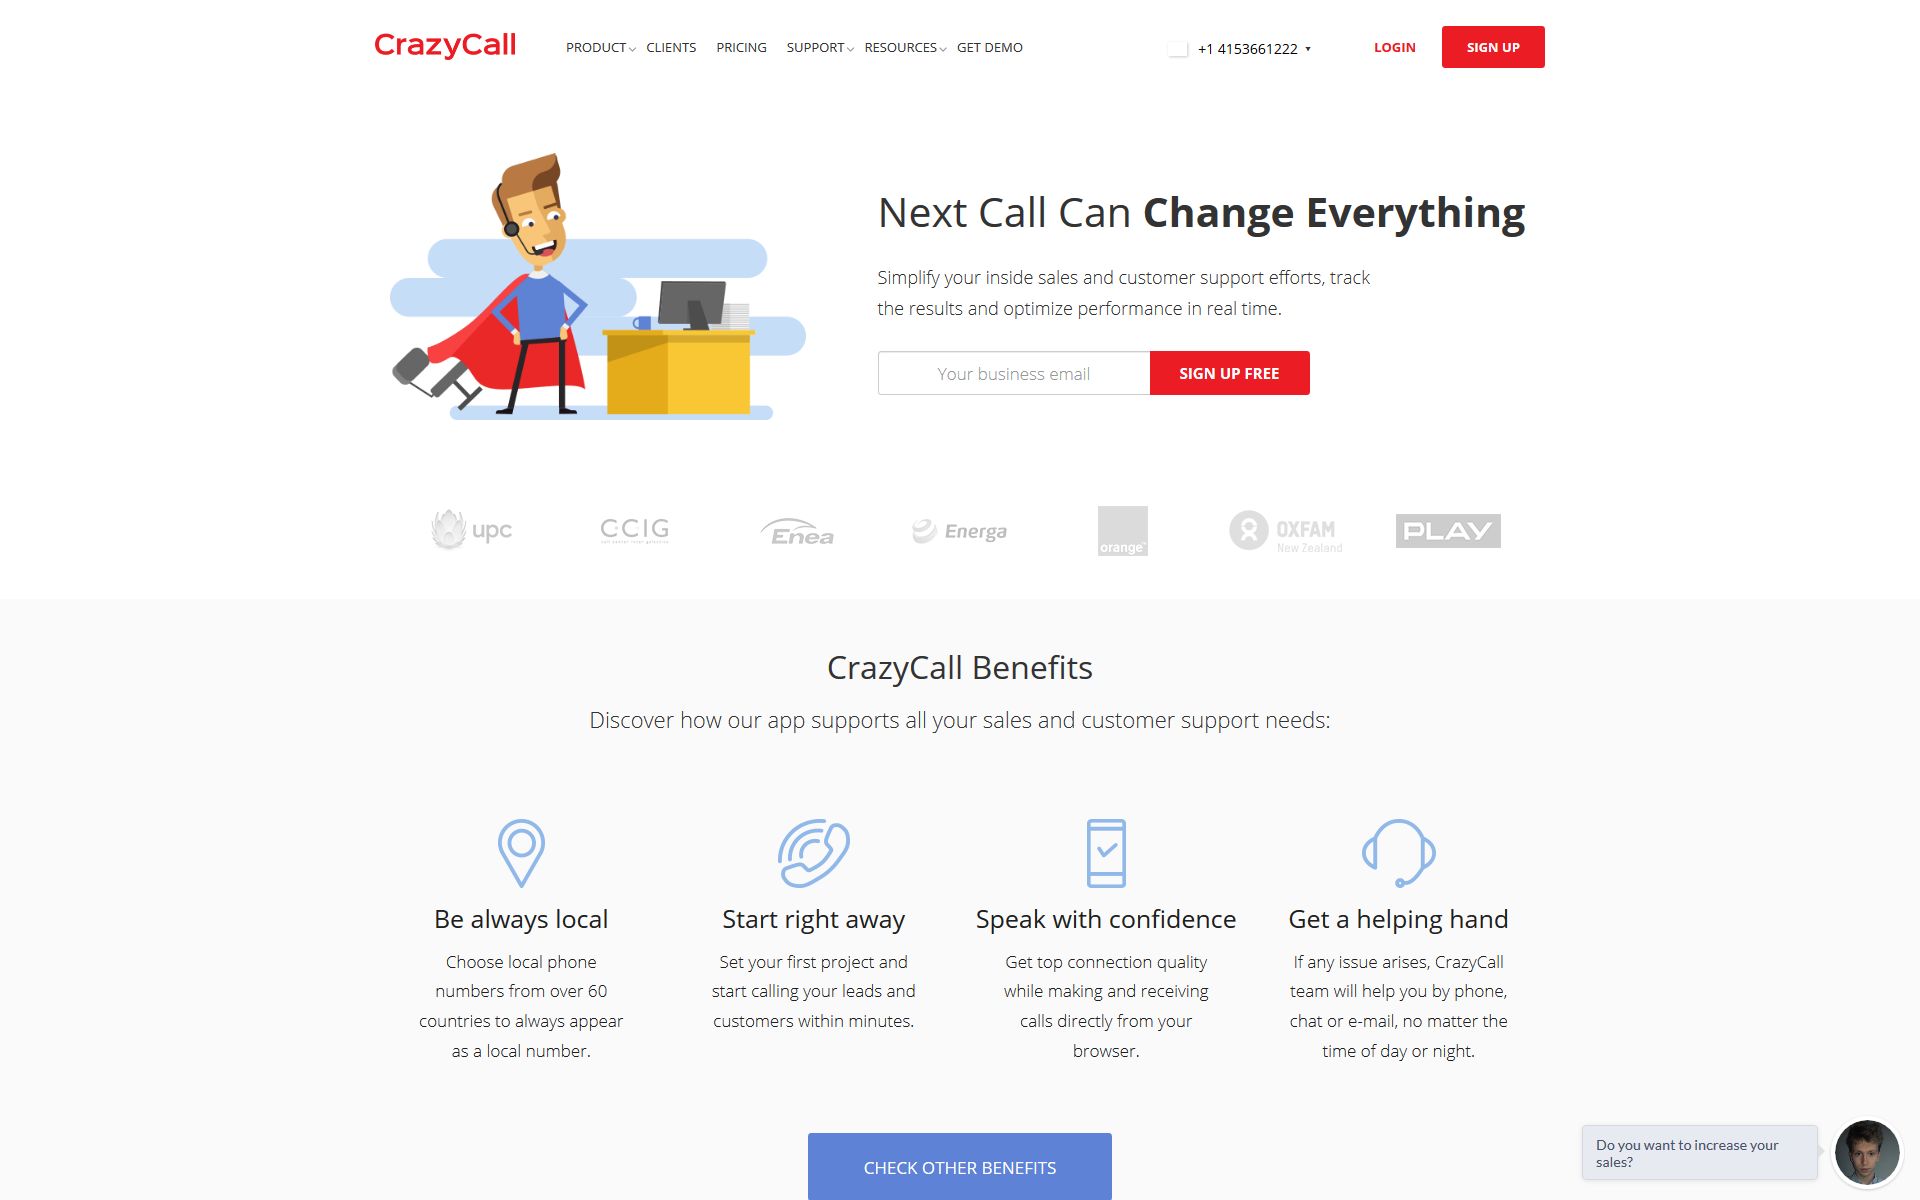 CrazyCall
PRODUCT CLIENTS PRICING SUPPORT RESOURCES GET DEMO
+1 4153661222
LOGIN
SIGN UP
Next Call Can Change Everything
Simplify your inside sales and customer support efforts, track
the results and optimize performance in real time.
Your business email
SIGN UP FREE
upc
CCIG
Enea
Energa
orange
OXFAM
New Zealand
PLAY
CrazyCall Benefits
Discover how our app supports all your sales and customer support needs:
Be always local
Choose local phone
numbers from over 60
countries to always appear
as a local number.
Start right away
Set your first project and
start calling your leads and
customers within minutes.
Speak with confidence
Get top connection quality
while making and receiving
calls directly from your
browser.
Get a helping hand
If any issue arises, CrazyCall
team will help you by phone,
chat or e-mail, no matter the
time of day or night.
CHECK OTHER BENEFITS
Do you want to increase your
sales?